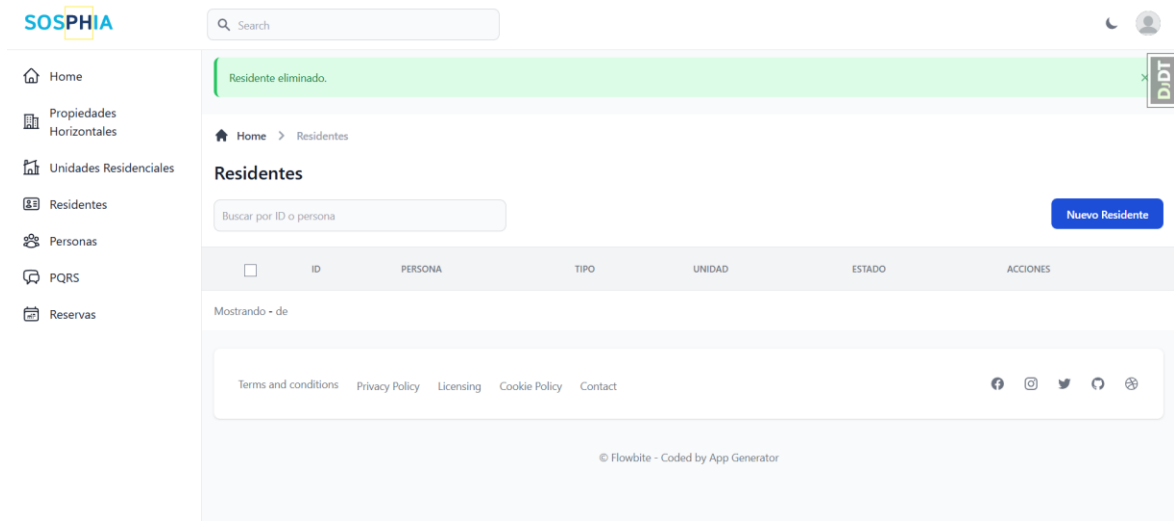 SOSPHIA
Search
Home
Propiedades
Horizontales
Unidades Residenciales
Residentes
Personas
PQRS
Reservas
Residente eliminado.
×
DjDT
Home > Residentes
Residentes
Buscar por ID o persona
Nuevo Residente
ID PERSONA TIPO UNIDAD ESTADO ACCIONES
Mostrando - de
Terms and conditions Privacy Policy Licensing Cookie Policy Contact
© Flowbite - Coded by App Generator